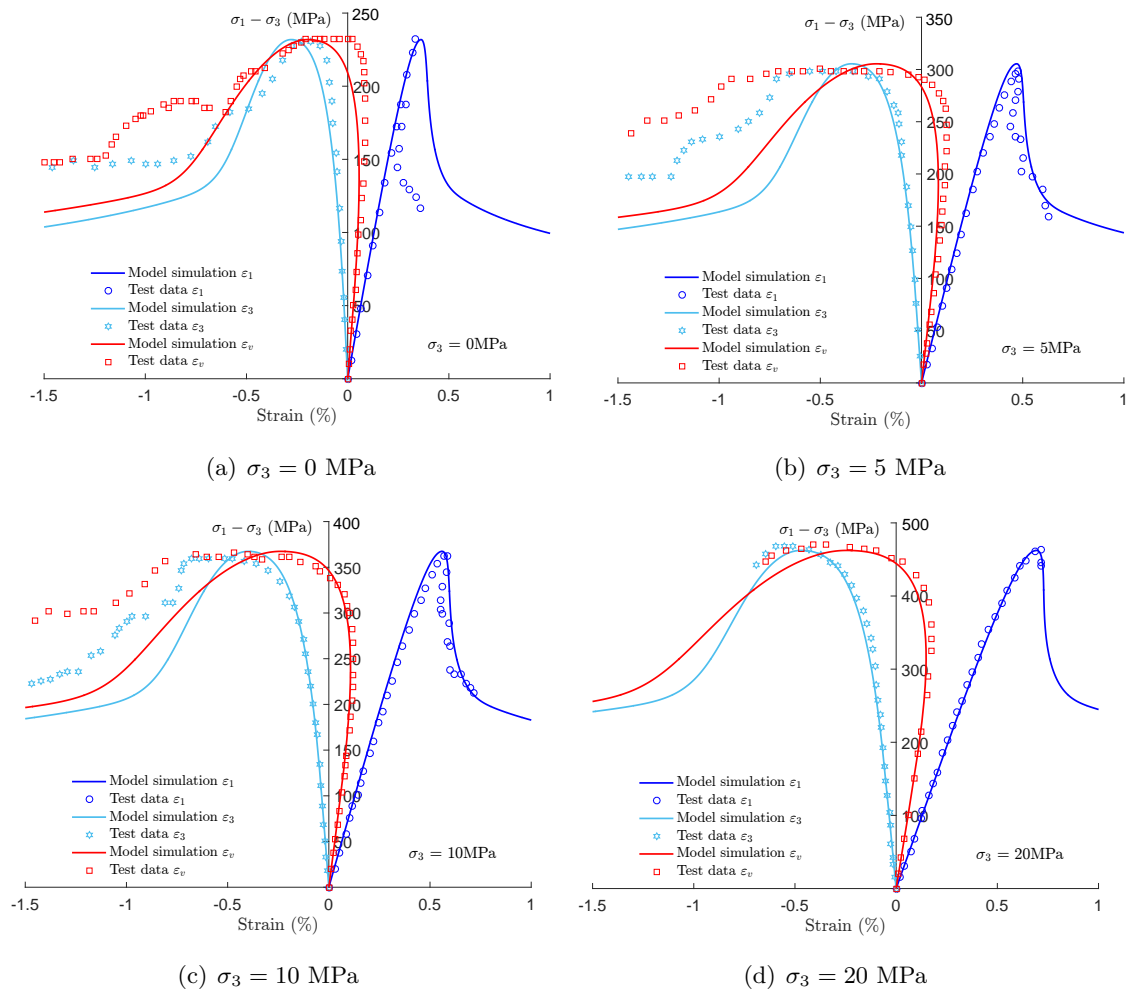 σ₁ − σ₃ (MPa)
250
200
150
100
50
Model simulation ε₁
Test data ε₁
Model simulation ε₃
Test data ε₃
Model simulation εᵥ
Test data εᵥ
σ₃ = 0MPa
-1.5 -1 -0.5 0 0.5 1
Strain (%)
(a) σ₃ = 0 MPa
σ₁ − σ₃ (MPa)
350
300
250
200
150
100
50
Model simulation ε₁
Test data ε₁
Model simulation ε₃
Test data ε₃
Model simulation εᵥ
Test data εᵥ
σ₃ = 5MPa
-1.5 -1 -0.5 0 0.5 1
Strain (%)
(b) σ₃ = 5 MPa
σ₁ − σ₃ (MPa)
400
350
300
250
200
150
100
50
Model simulation ε₁
Test data ε₁
Model simulation ε₃
Test data ε₃
Model simulation εᵥ
Test data εᵥ
σ₃ = 10MPa
-1.5 -1 -0.5 0 0.5 1
Strain (%)
(c) σ₃ = 10 MPa
σ₁ − σ₃ (MPa)
500
400
300
200
100
Model simulation ε₁
Test data ε₁
Model simulation ε₃
Test data ε₃
Model simulation εᵥ
Test data εᵥ
σ₃ = 20MPa
-1.5 -1 -0.5 0 0.5 1
Strain (%)
(d) σ₃ = 20 MPa